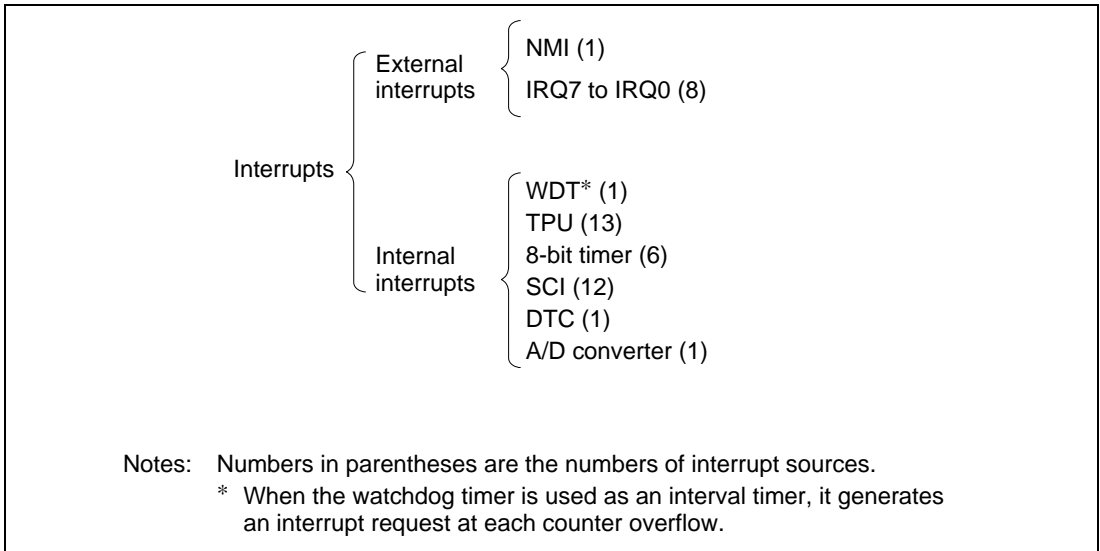 External
interrupts
NMI (1)
IRQ7 to IRQ0 (8)
Interrupts
Internal
interrupts
WDT* (1)
TPU (13)
8-bit timer (6)
SCI (12)
DTC (1)
A/D converter (1)
Notes: Numbers in parentheses are the numbers of interrupt sources.
* When the watchdog timer is used as an interval timer, it generates
an interrupt request at each counter overflow.